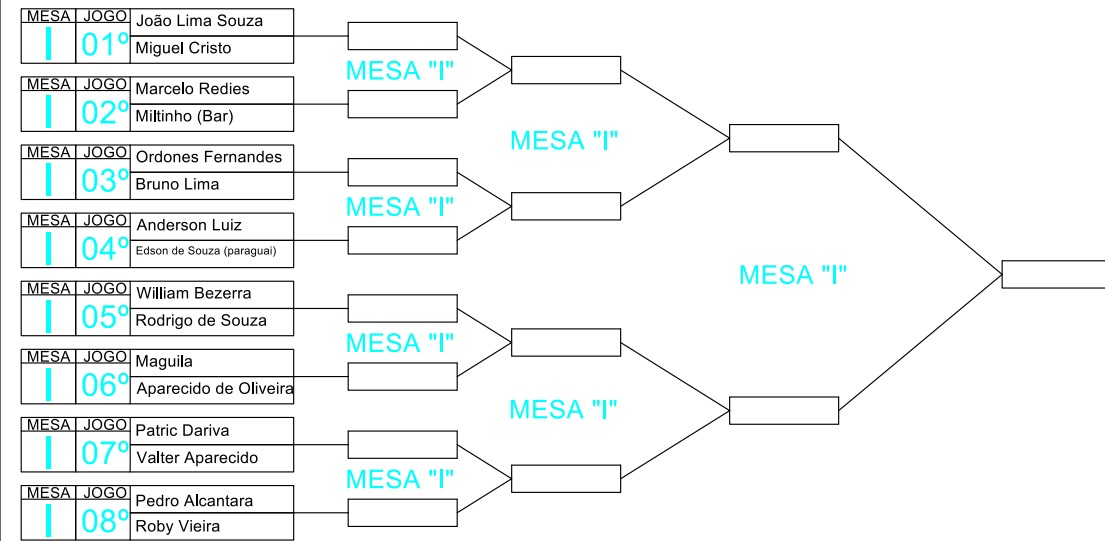 MESA JOGO João Lima Souza
I 01º Miguel Cristo
MESA "I"
MESA JOGO Marcelo Redies
I 02º Miltinho (Bar)
MESA "I"
MESA JOGO Ordones Fernandes
I 03º Bruno Lima
MESA "I"
MESA JOGO Anderson Luiz
I 04º Edson de Souza (paraguai)
MESA "I"
MESA JOGO William Bezerra
I 05º Rodrigo de Souza
MESA "I"
MESA JOGO Maguila
I 06º Aparecido de Oliveira
MESA "I"
MESA JOGO Patric Dariva
I 07º Valter Aparecido
MESA "I"
MESA JOGO Pedro Alcantara
I 08º Roby Vieira